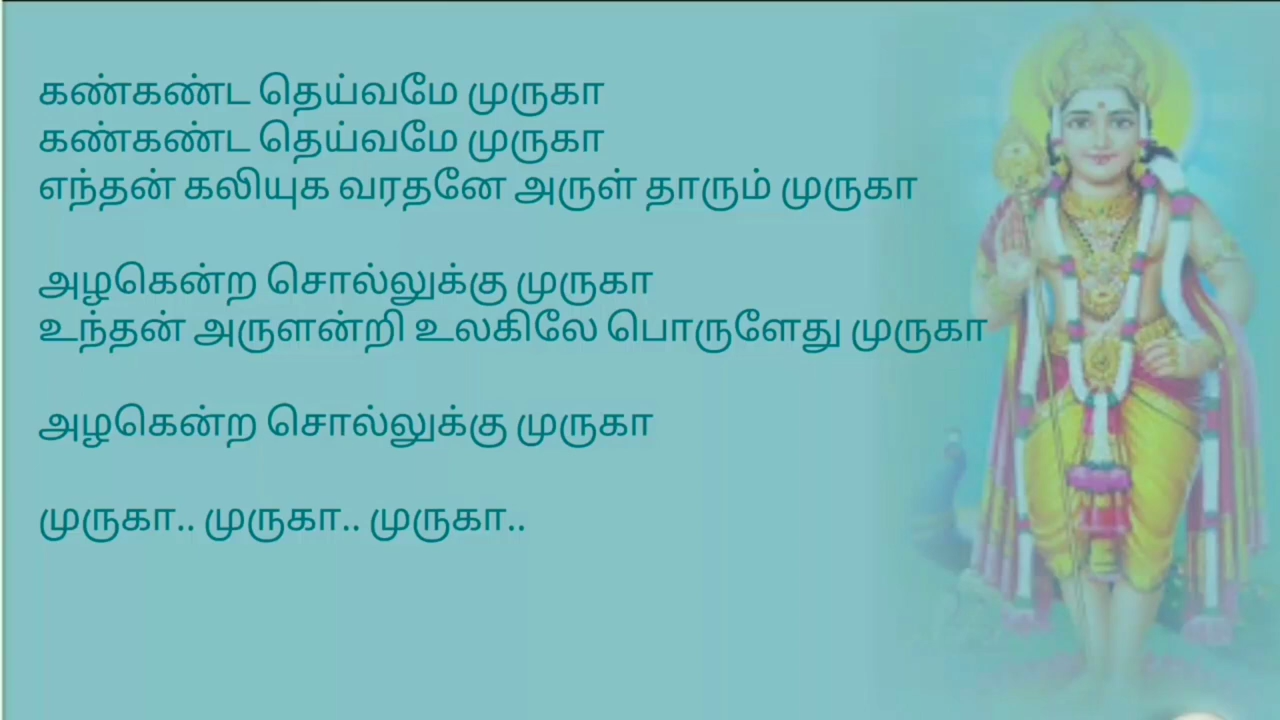 கண்கண்ட தெய்வமே முருகா
கண்கண்ட தெய்வமே முருகா
எந்தன் கலியுக வரதனே அருள் தாரும் முருகா
அழகென்ற சொல்லுக்கு முருகா
உந்தன் அருளன்றி உலகிலே பொருளேது முருகா
அழகென்ற சொல்லுக்கு முருகா
முருகா.. முருகா.. முருகா..